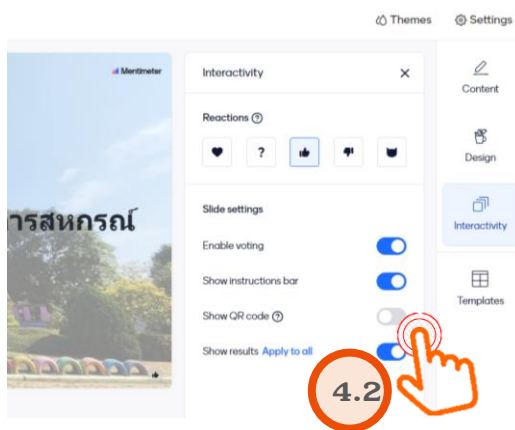 Themes
Settings
Mentimeter
ารสหกรณ์
Interactivity
Reactions
?
Slide settings
Enable voting
Show instructions bar
Show QR code
Show results Apply to all
4.2
Content
Design
Interactivity
Templates